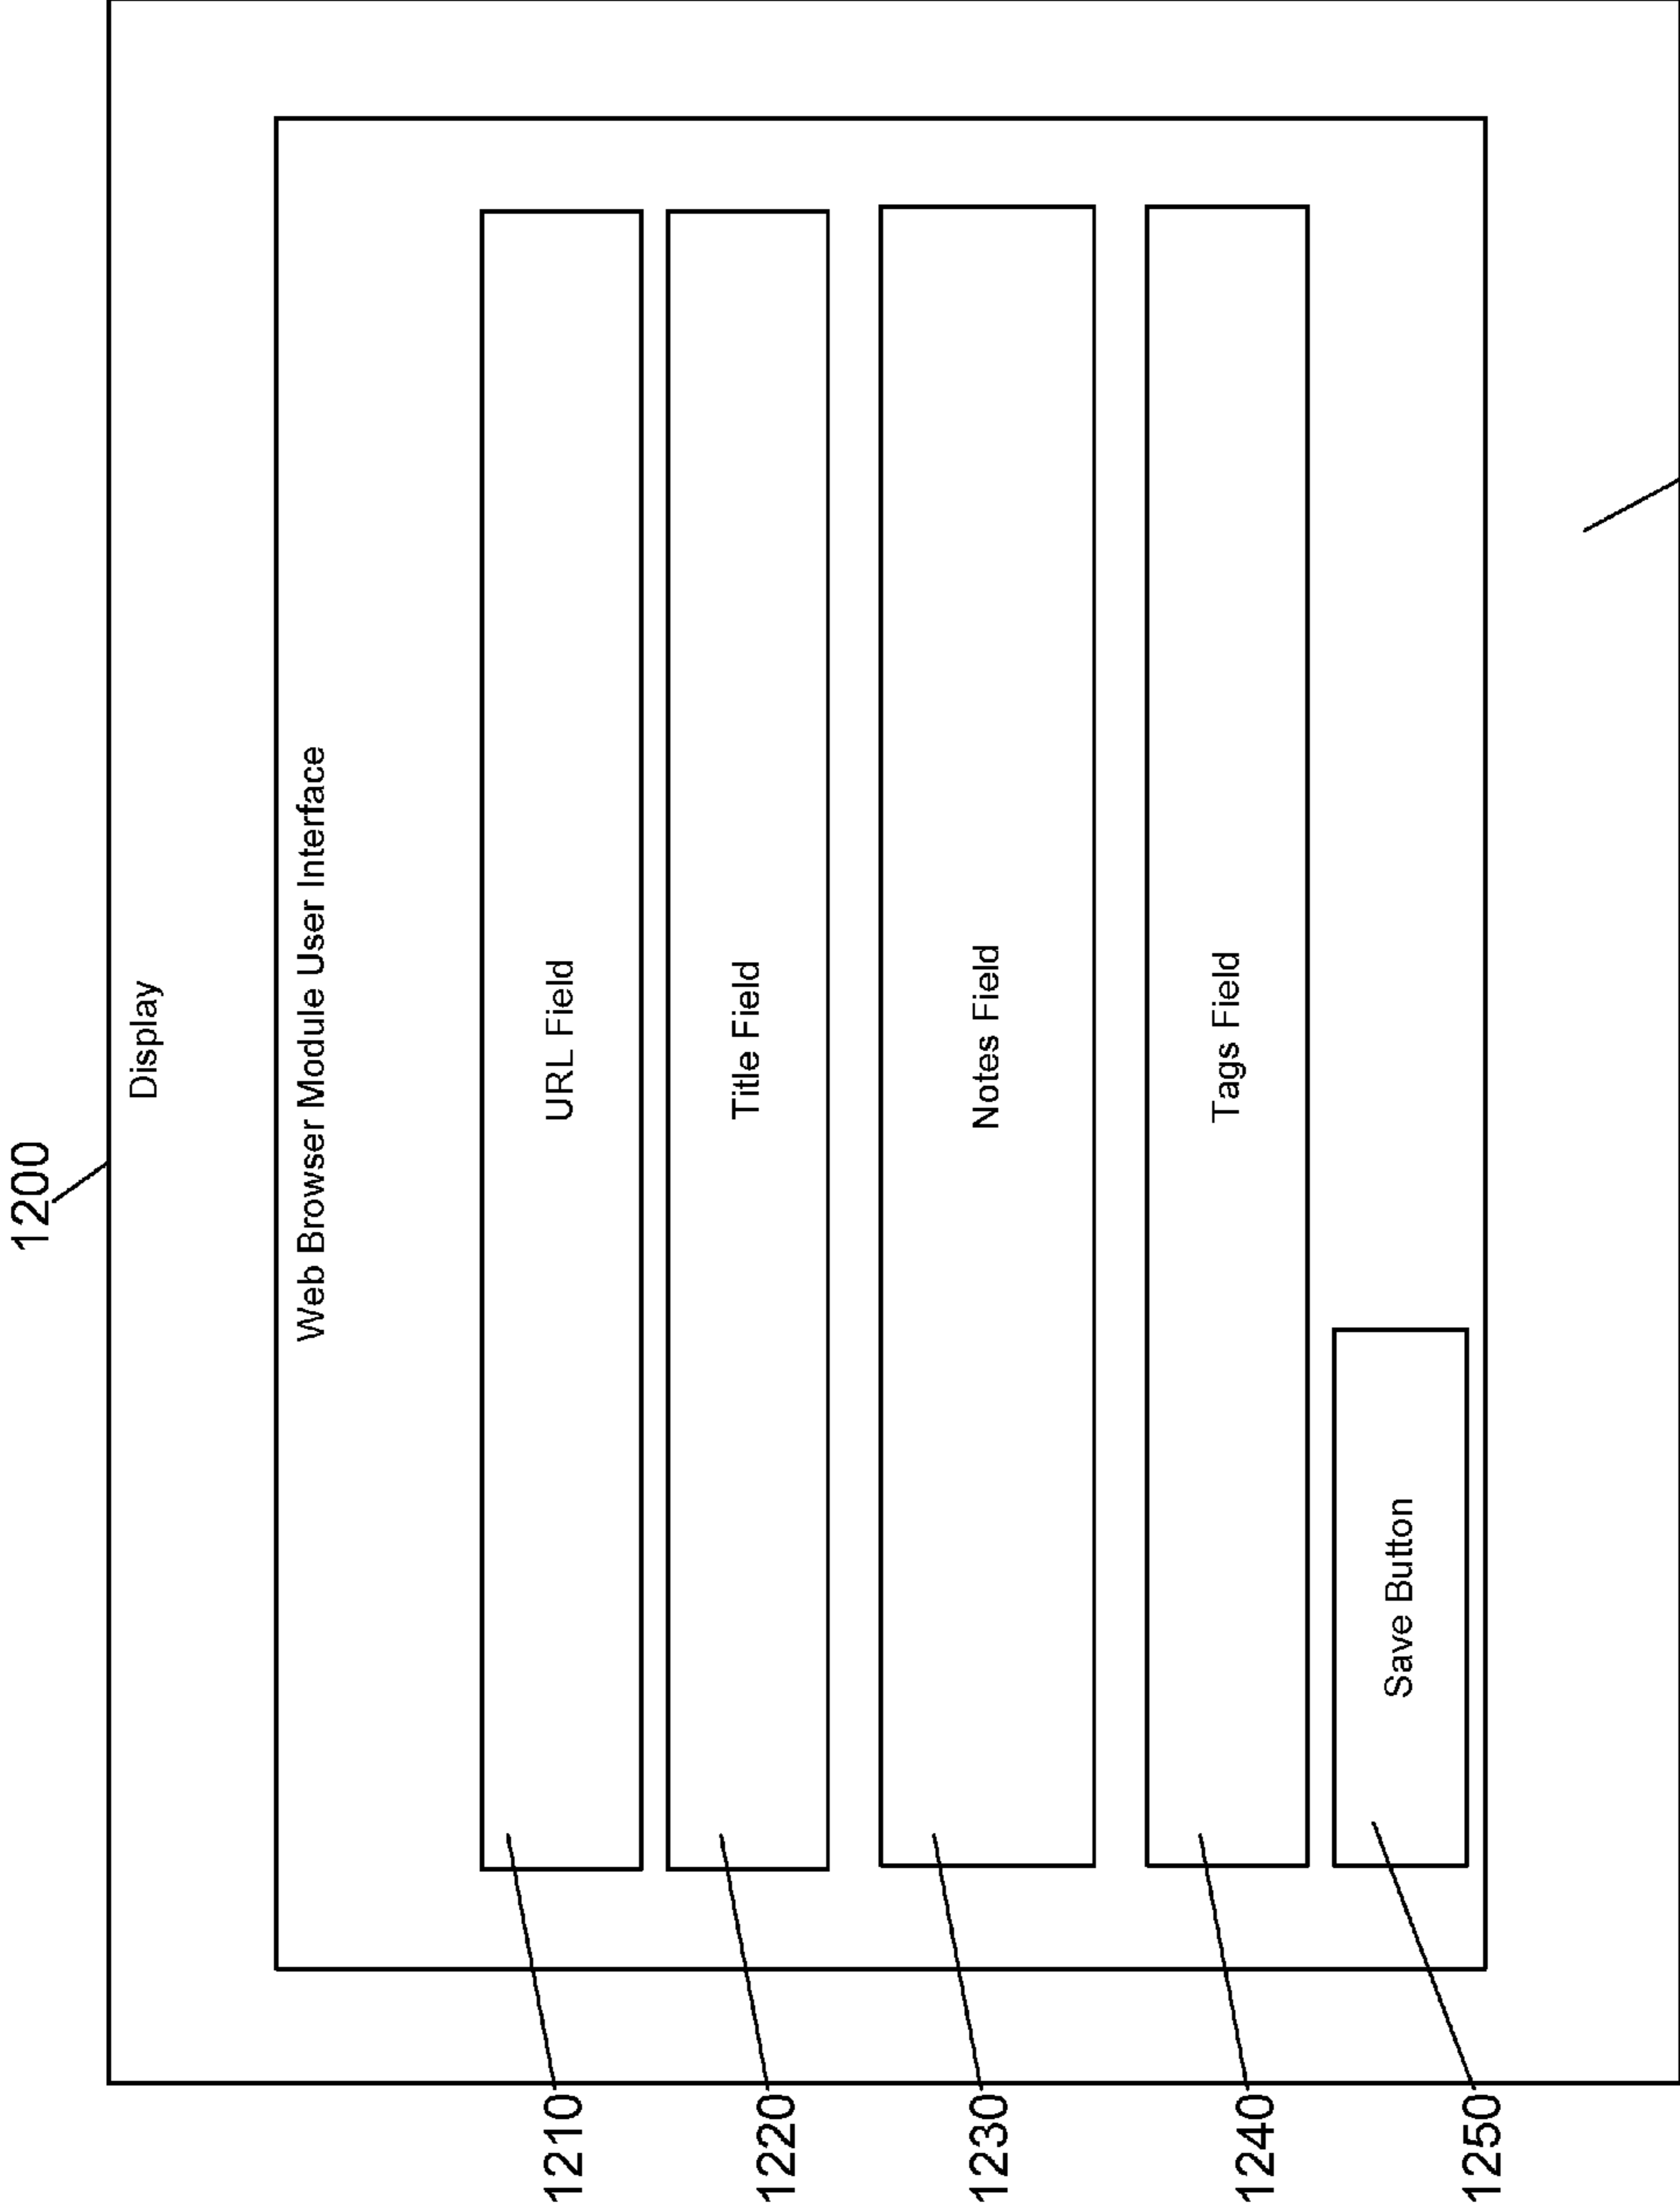 1200
Display
Web Browser Module User Interface
1210
URL Field
1220
Title Field
1230
Notes Field
1240
Tags Field
1250
Save Button